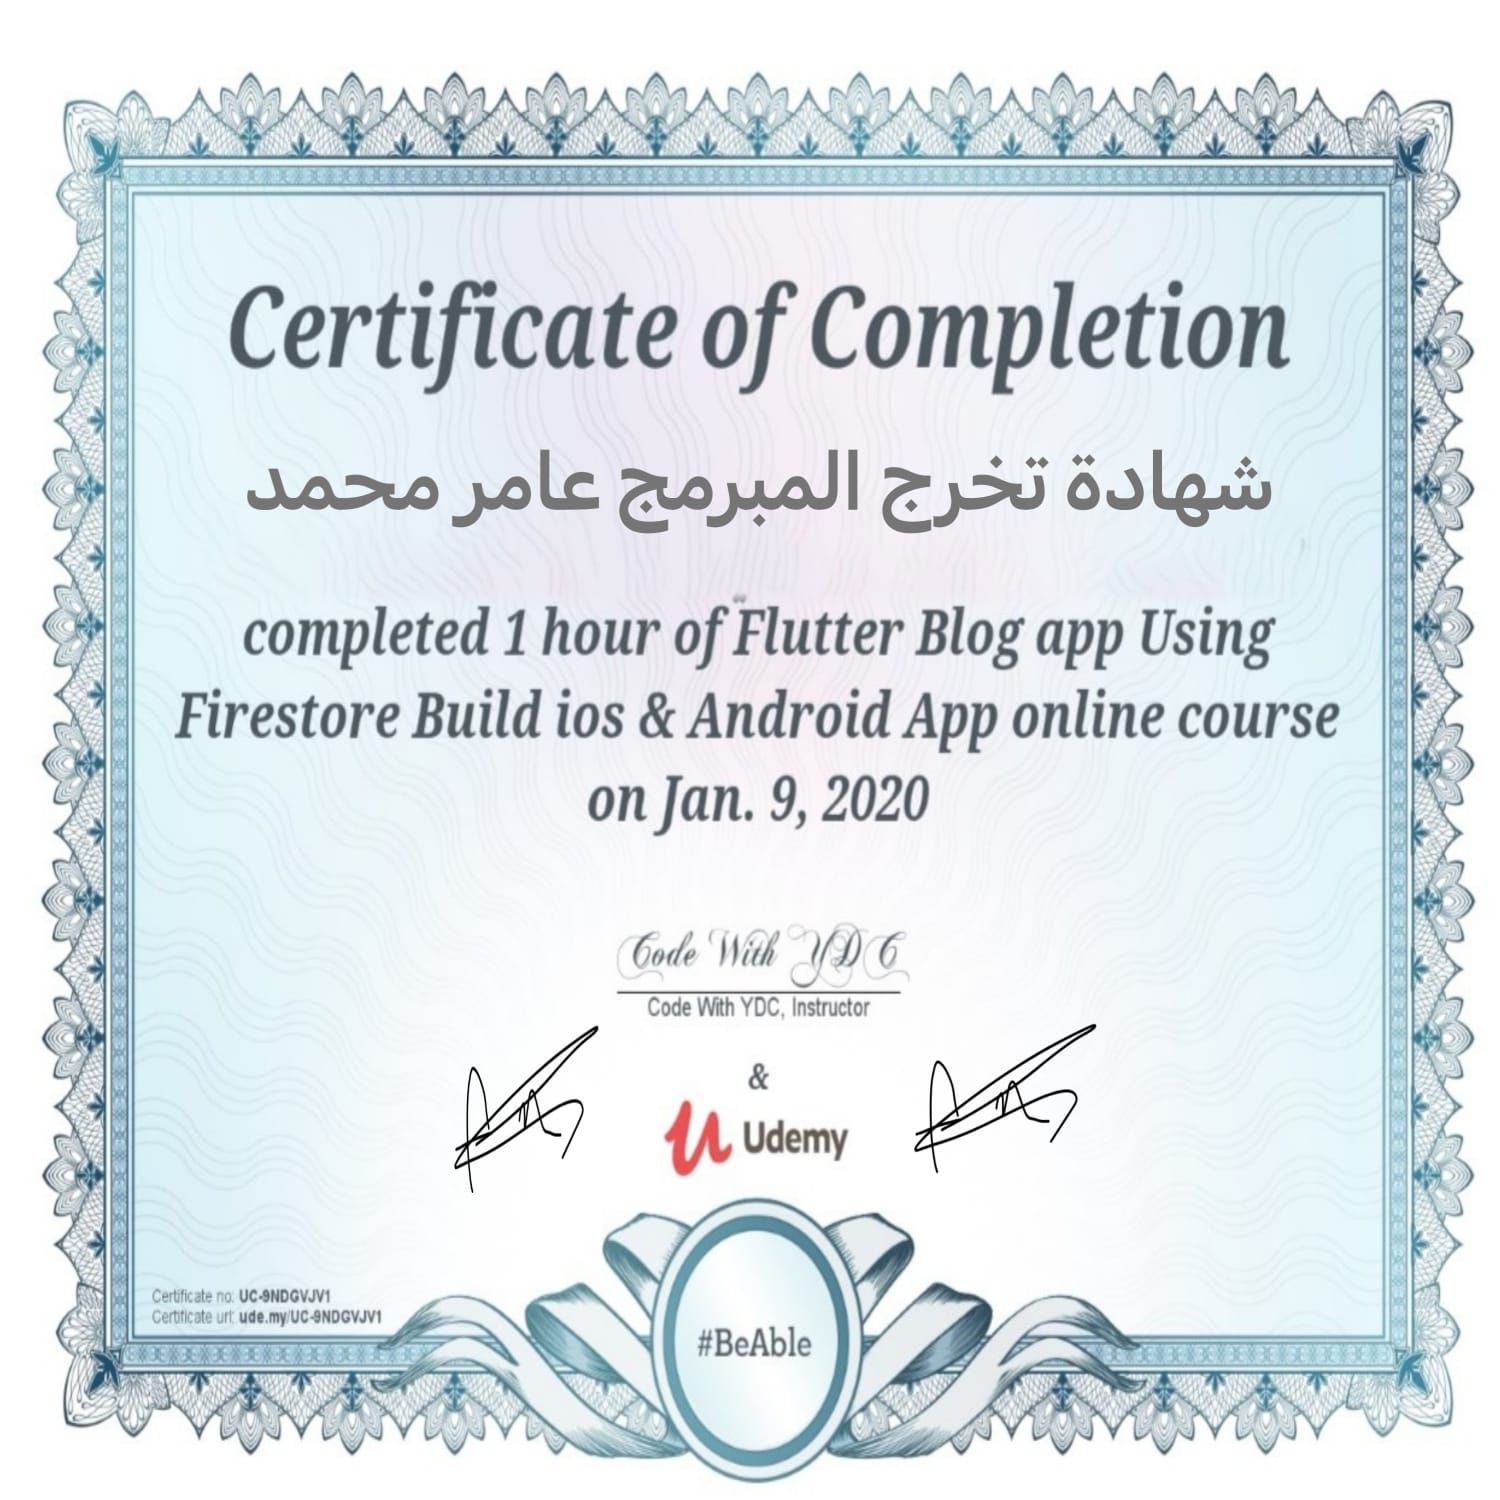 Certificate of Completion
شهادة تخرج المبرمج عامر محمد
completed 1 hour of Flutter Blog app Using
Firestore Build ios & Android App online course
on Jan. 9, 2020
Code With YDC
Code With YDC, Instructor
&
Udemy
Certificate no: UC-9NDGVJV1
Certificate url: ude.my/UC-9NDGVJV1
#BeAble